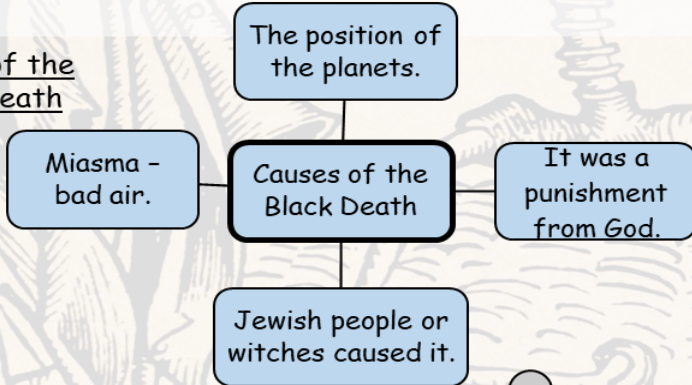 The position of
the planets.
of the
eath
Miasma –
bad air.
Causes of the
Black Death
It was a
punishment
from God.
Jewish people or
witches caused it.